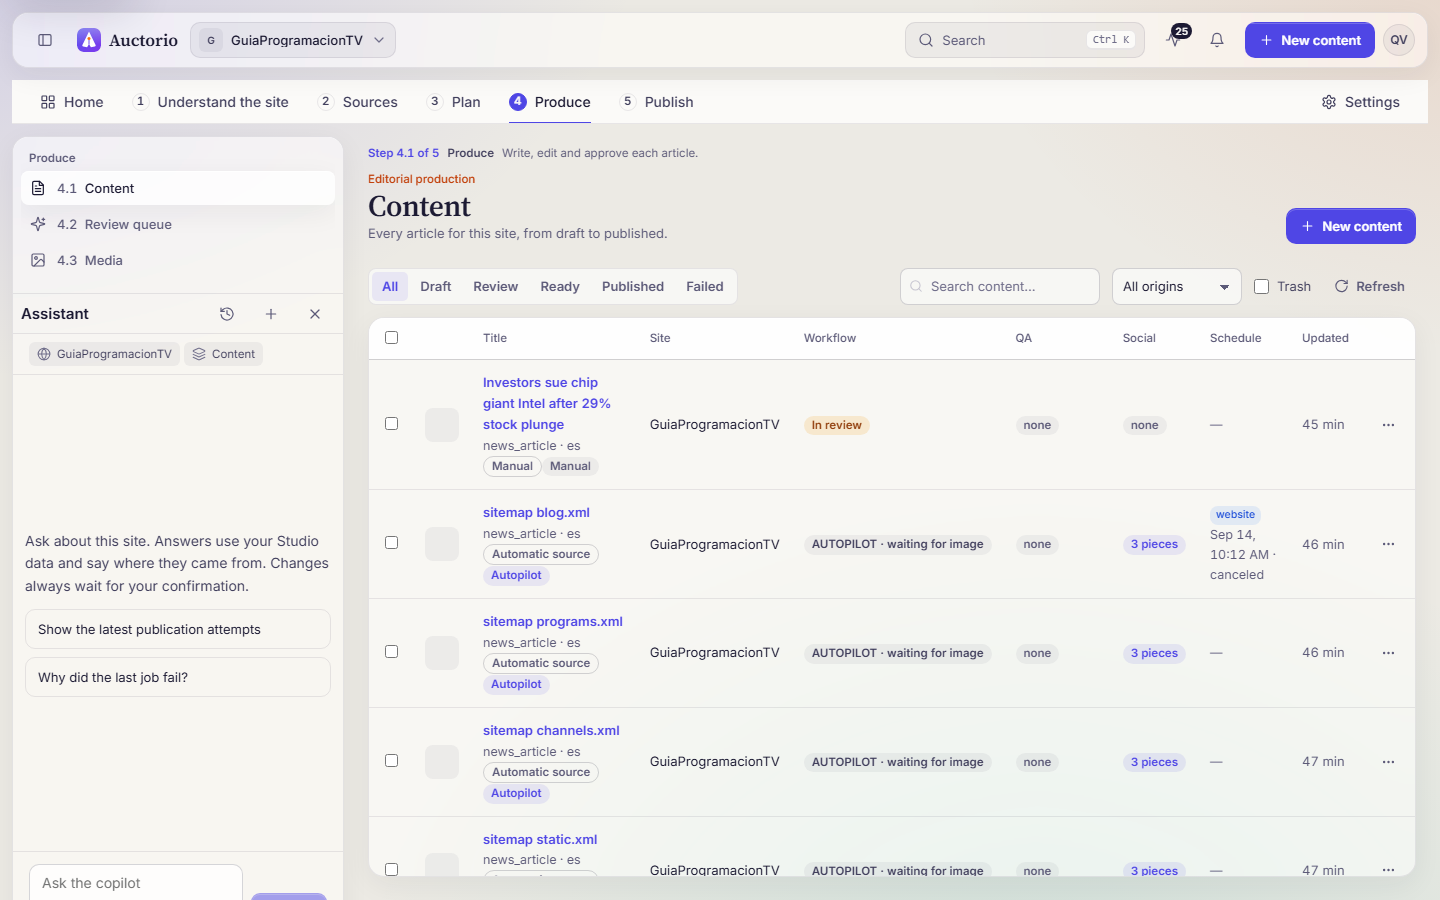 Auctorio
G GuiaProgramacionTV
Search Ctrl K
25
New content
QV
Home
1 Understand the site
2 Sources
3 Plan
4 Produce
5 Publish
Settings
Produce
4.1 Content
4.2 Review queue
4.3 Media
Assistant
GuiaProgramacionTV Content
Ask about this site. Answers use your Studio
data and say where they came from. Changes
always wait for your confirmation.
Show the latest publication attempts
Why did the last job fail?
Ask the copilot
Step 4.1 of 5 Produce Write, edit and approve each article.
Editorial production
Content
Every article for this site, from draft to published.
New content
All Draft Review Ready Published Failed
Search content...
All origins
Trash
Refresh
Title Site Workflow QA Social Schedule Updated
Investors sue chip
giant Intel after 29%
stock plunge
news_article · es
Manual Manual
GuiaProgramacionTV In review none none — 45 min
sitemap blog.xml
news_article · es
Automatic source
Autopilot
GuiaProgramacionTV AUTOPILOT · waiting for image none 3 pieces
website
Sep 14,
10:12 AM ·
canceled
46 min
sitemap programs.xml
news_article · es
Automatic source
Autopilot
GuiaProgramacionTV AUTOPILOT · waiting for image none 3 pieces — 46 min
sitemap channels.xml
news_article · es
Automatic source
Autopilot
GuiaProgramacionTV AUTOPILOT · waiting for image none 3 pieces — 47 min
sitemap static.xml
news_article · es
GuiaProgramacionTV AUTOPILOT · waiting for image none 3 pieces — 47 min